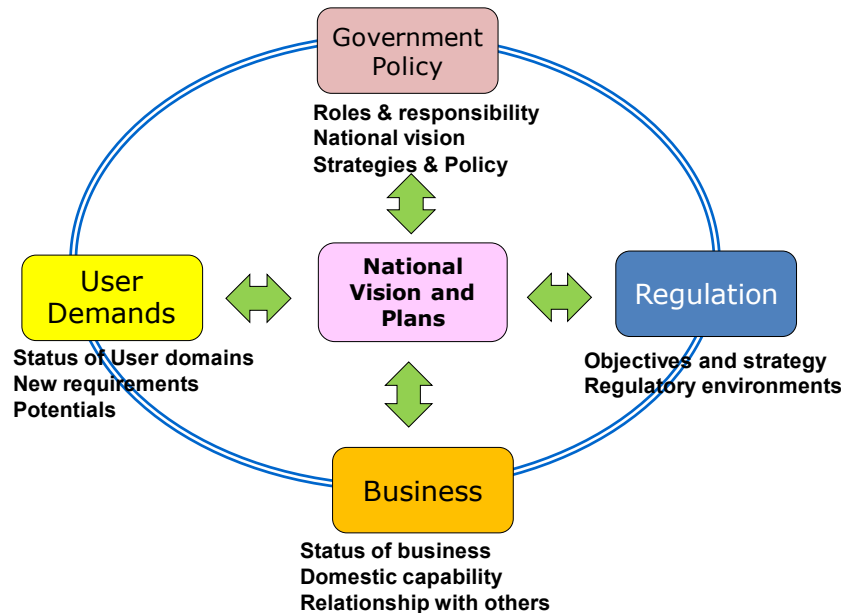 Government
Policy
Roles & responsibility
National vision
Strategies & Policy
User
Demands
Status of User domains
New requirements
Potentials
National
Vision and
Plans
Regulation
Objectives and strategy
Regulatory environments
Business
Status of business
Domestic capability
Relationship with others